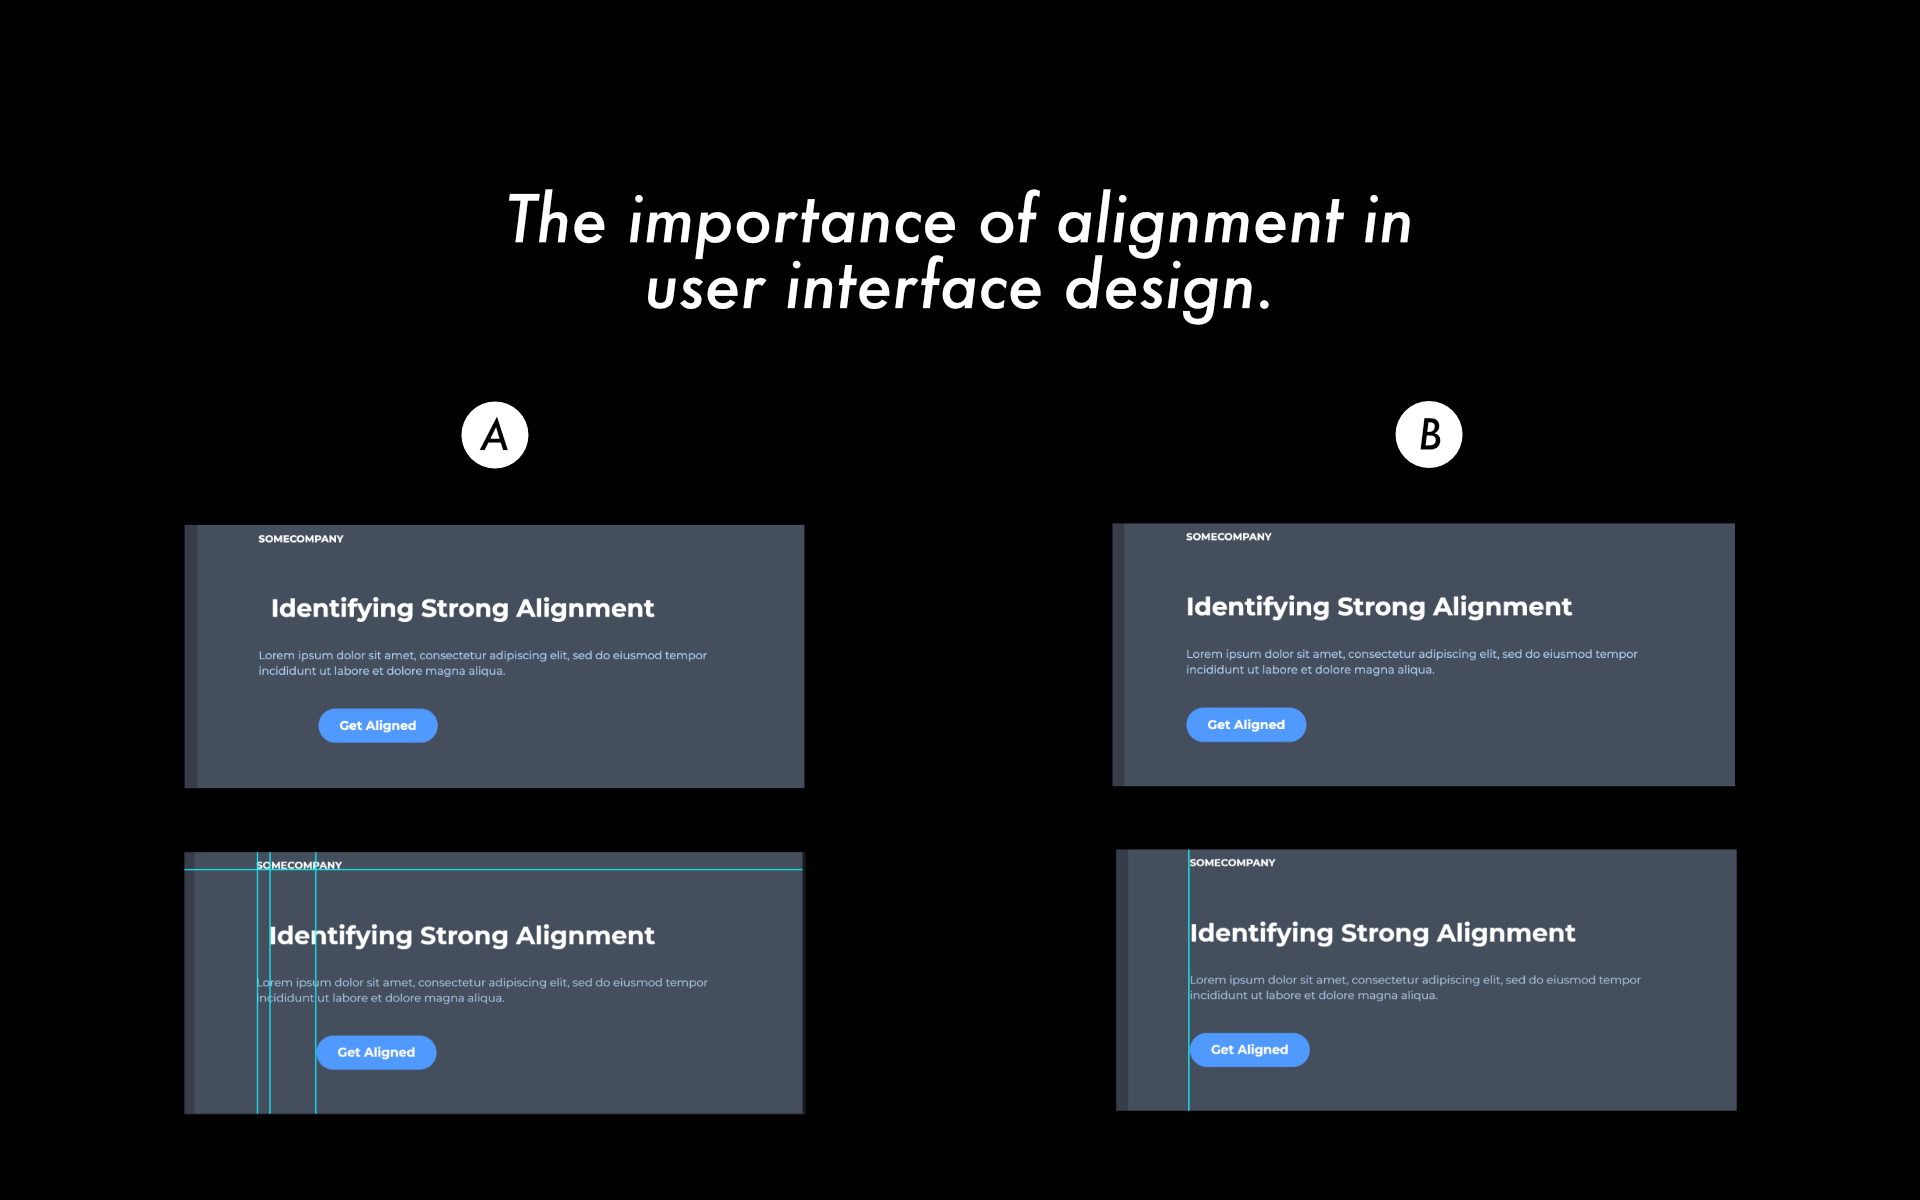 The importance of alignment in
user interface design.
A
B
SOMECOMPANY
Identifying Strong Alignment
Lorem ipsum dolor sit amet, consectetur adipiscing elit, sed do eiusmod tempor
incididunt ut labore et dolore magna aliqua.
Get Aligned
SOMECOMPANY
Identifying Strong Alignment
Lorem ipsum dolor sit amet, consectetur adipiscing elit, sed do eiusmod tempor
incididunt ut labore et dolore magna aliqua.
Get Aligned
SOMECOMPANY
Identifying Strong Alignment
Lorem ipsum dolor sit amet, consectetur adipiscing elit, sed do eiusmod tempor
incididunt ut labore et dolore magna aliqua.
Get Aligned
SOMECOMPANY
Identifying Strong Alignment
Lorem ipsum dolor sit amet, consectetur adipiscing elit, sed do eiusmod tempor
incididunt ut labore et dolore magna aliqua.
Get Aligned